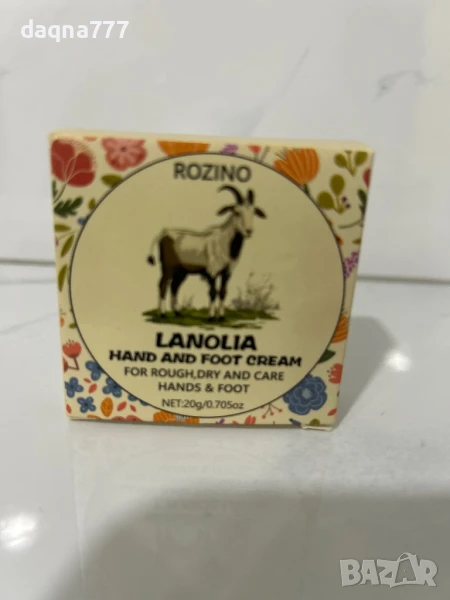 daqna777
ROZINO
LANOLIA
HAND AND FOOT CREAM
FOR ROUGH,DRY AND CARE
HANDS & FOOT
NET:20g/0.705oz
BAZAR